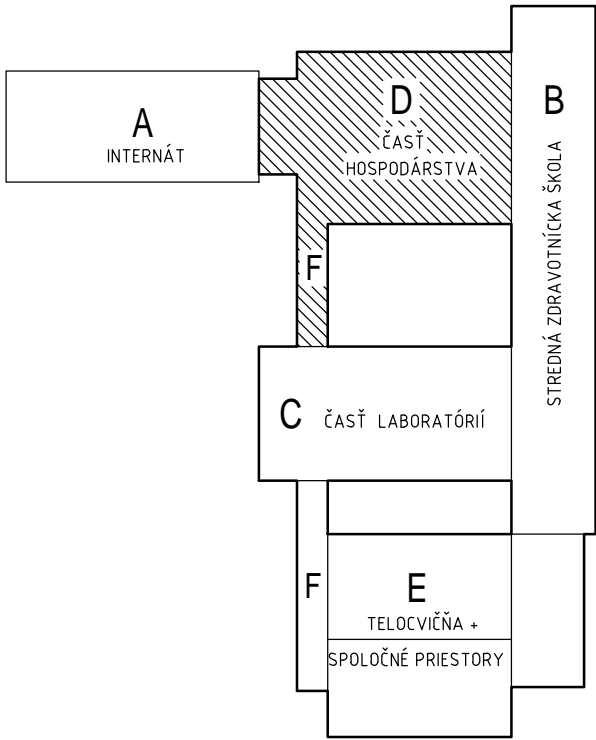 A
INTERNÁT
D
ČASŤ
HOSPODÁRSTVA
B
STREDNÁ ZDRAVOTNÍCKA ŠKOLA
F
C
ČASŤ LABORATÓRIÍ
F
E
TELOCVIČŇA +
SPOLOČNÉ PRIESTORY